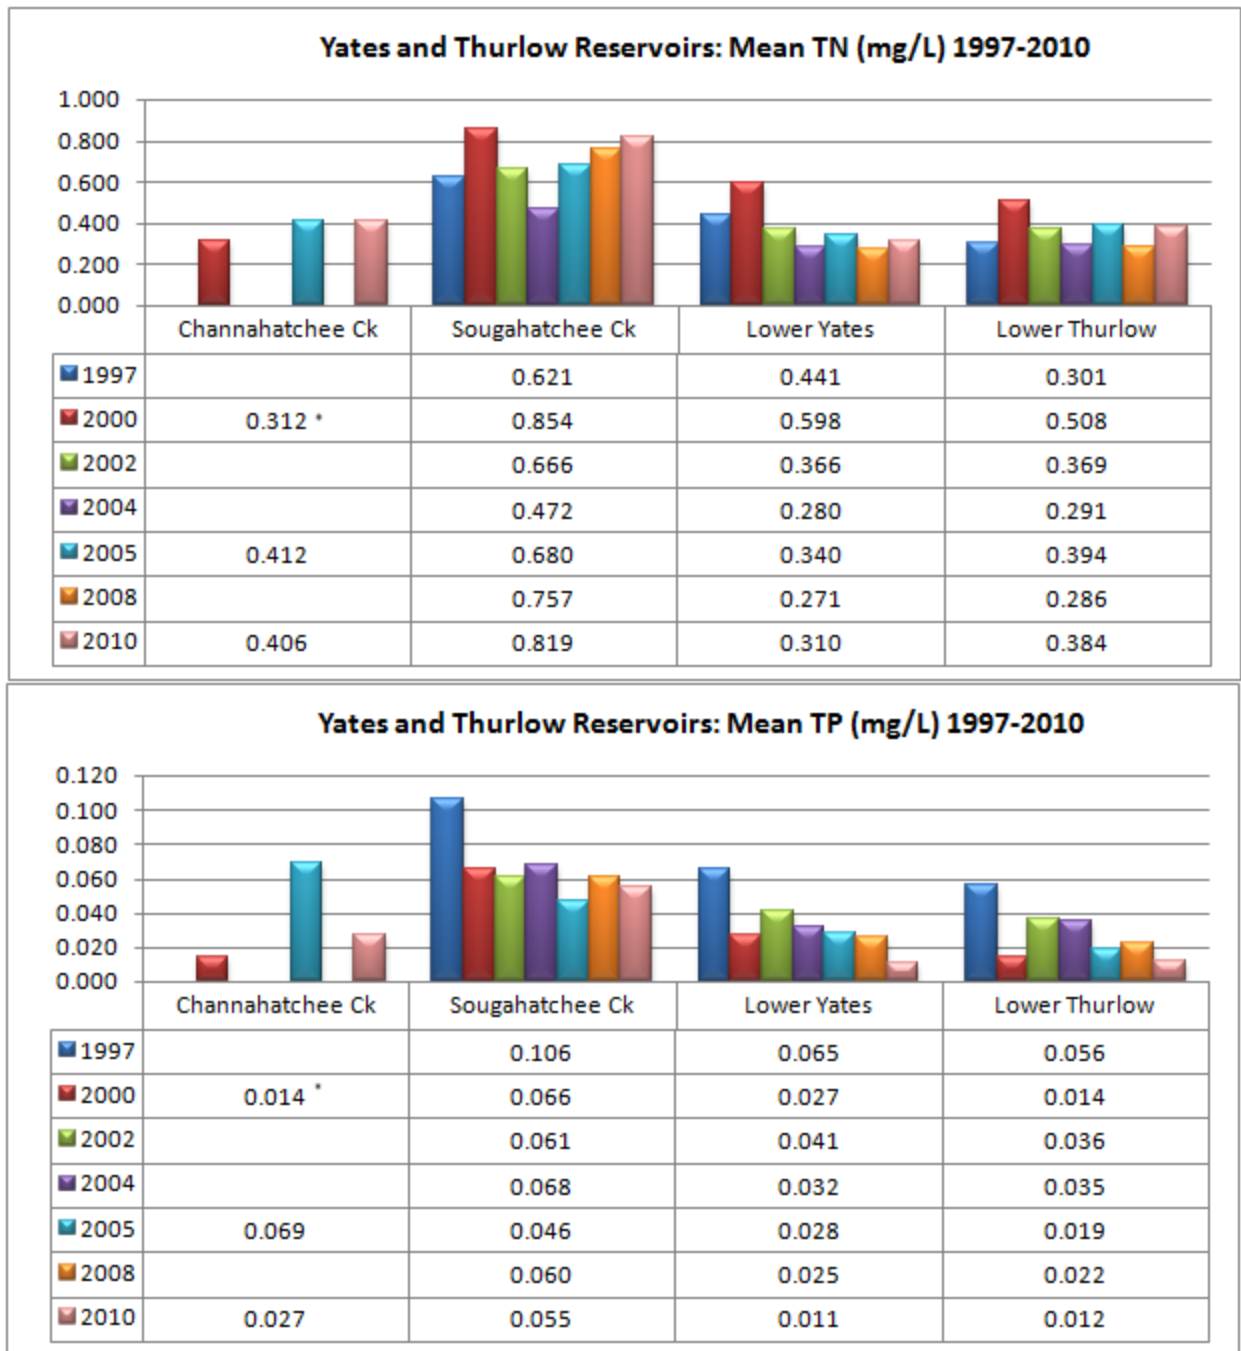 Yates and Thurlow Reservoirs: Mean TN (mg/L) 1997-2010
1.000
0.800
0.600
0.400
0.200
0.000
Channahatchee Ck Sougahatchee Ck Lower Yates Lower Thurlow
1997 0.621 0.441 0.301
2000 0.312 * 0.854 0.598 0.508
2002 0.666 0.366 0.369
2004 0.472 0.280 0.291
2005 0.412 0.680 0.340 0.394
2008 0.757 0.271 0.286
2010 0.406 0.819 0.310 0.384
Yates and Thurlow Reservoirs: Mean TP (mg/L) 1997-2010
0.120
0.100
0.080
0.060
0.040
0.020
0.000
Channahatchee Ck Sougahatchee Ck Lower Yates Lower Thurlow
1997 0.106 0.065 0.056
2000 0.014 * 0.066 0.027 0.014
2002 0.061 0.041 0.036
2004 0.068 0.032 0.035
2005 0.069 0.046 0.028 0.019
2008 0.060 0.025 0.022
2010 0.027 0.055 0.011 0.012